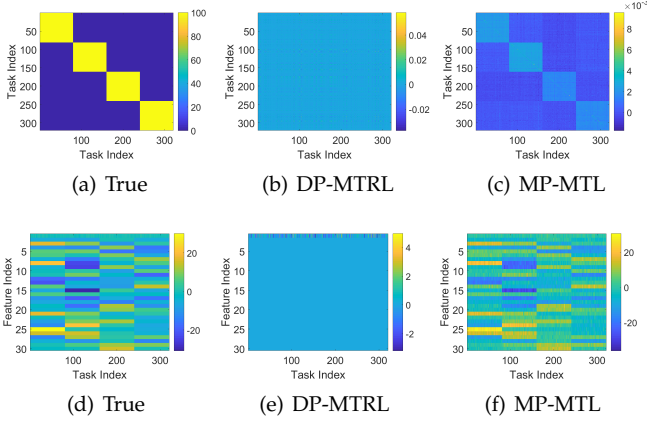 100
80
60
40
20
0
50
100
150
200
250
300
Task Index
100 200 300
Task Index
(a) True
0.04
0.02
0
-0.02
50
100
150
200
250
300
Task Index
100 200 300
Task Index
(b) DP-MTRL
8
6
4
2
0
50
100
150
200
250
300
Task Index
100 200 300
Task Index
(c) MP-MTL
20
0
-20
5
10
15
20
25
30
Feature Index
100 200 300
Task Index
(d) True
4
2
0
-2
5
10
15
20
25
30
Feature Index
100 200 300
Task Index
(e) DP-MTRL
20
0
-20
5
10
15
20
25
30
Feature Index
100 200 300
Task Index
(f) MP-MTL